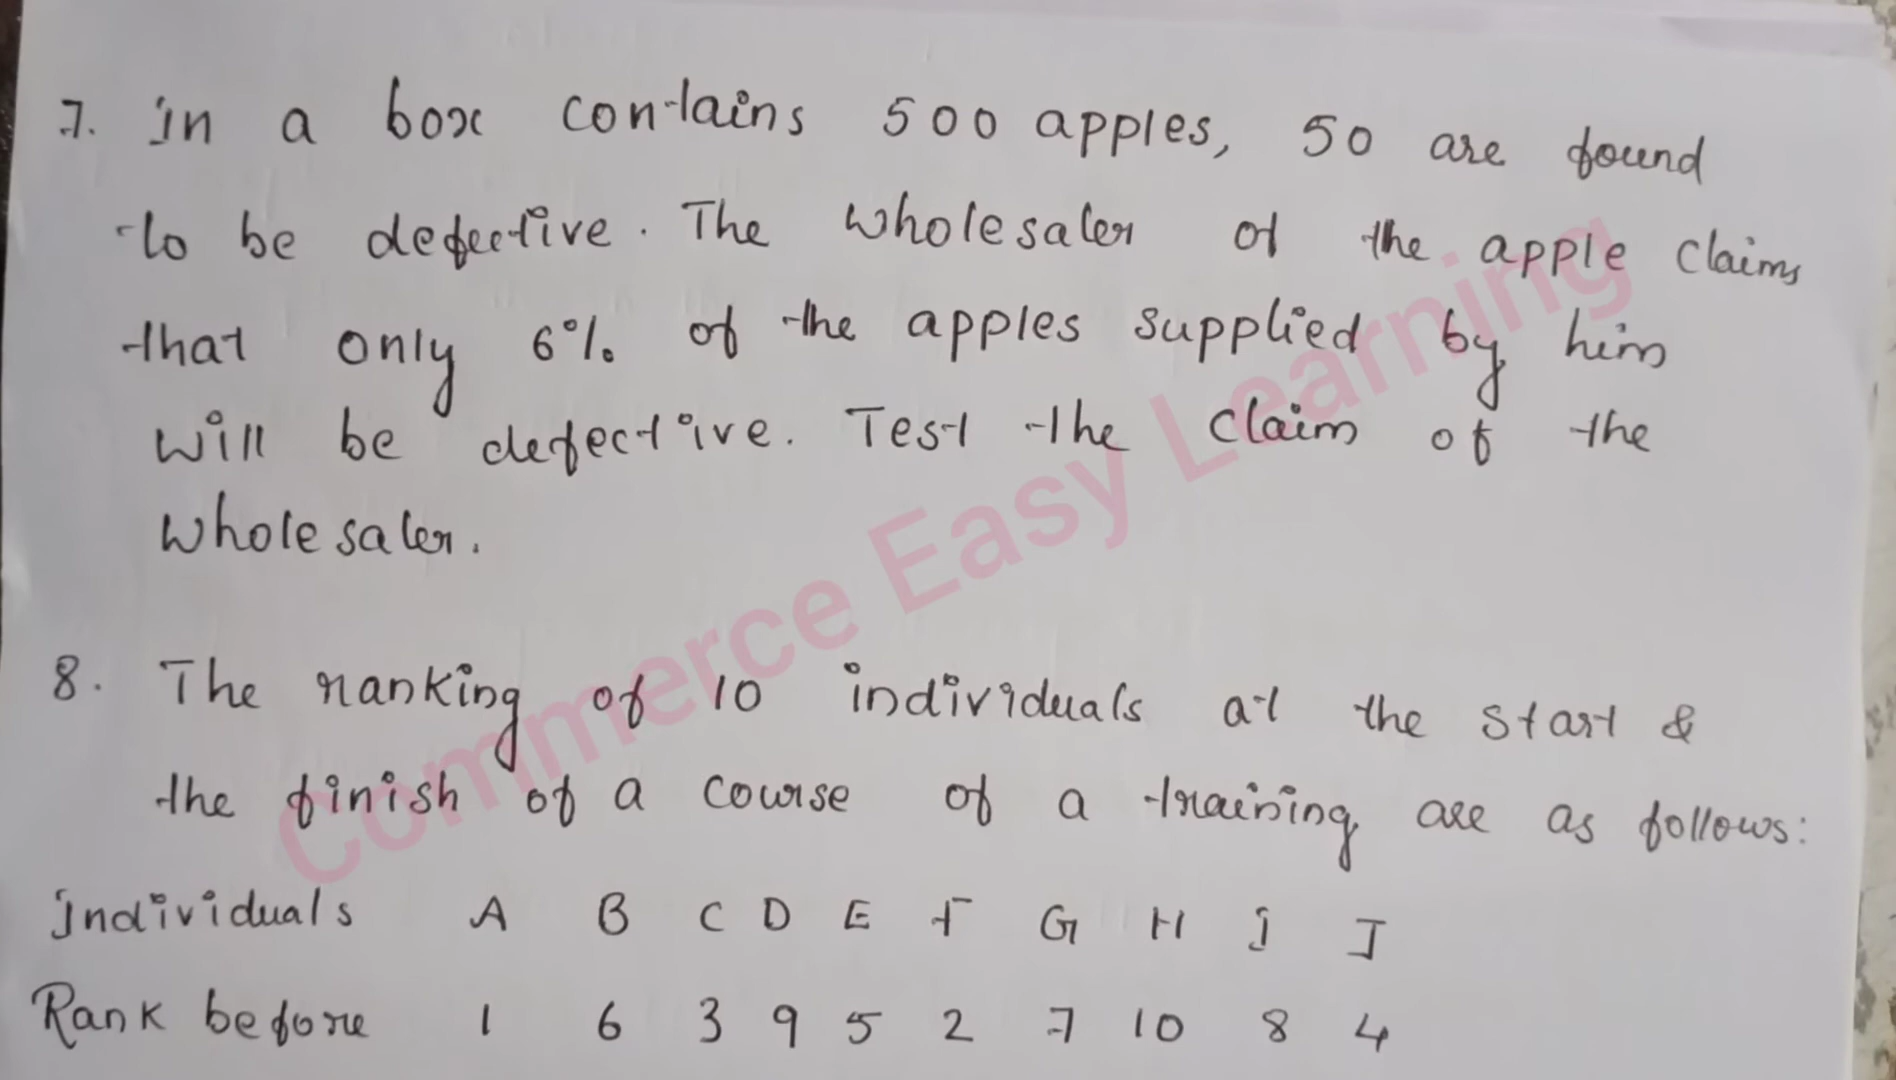 7. In a box contains 500 apples, 50 are found
to be defective. The wholesaler of the apple claims
that only 6% of the apples supplied by him
will be defective. Test the claim of the
wholesaler.
8. The ranking of 10 individuals at the start &
the finish of a course of a training are as follows:
Individuals A B C D E F G H I J
Rank before 1 6 3 9 5 2 7 10 8 4
Commerce Easy Learning